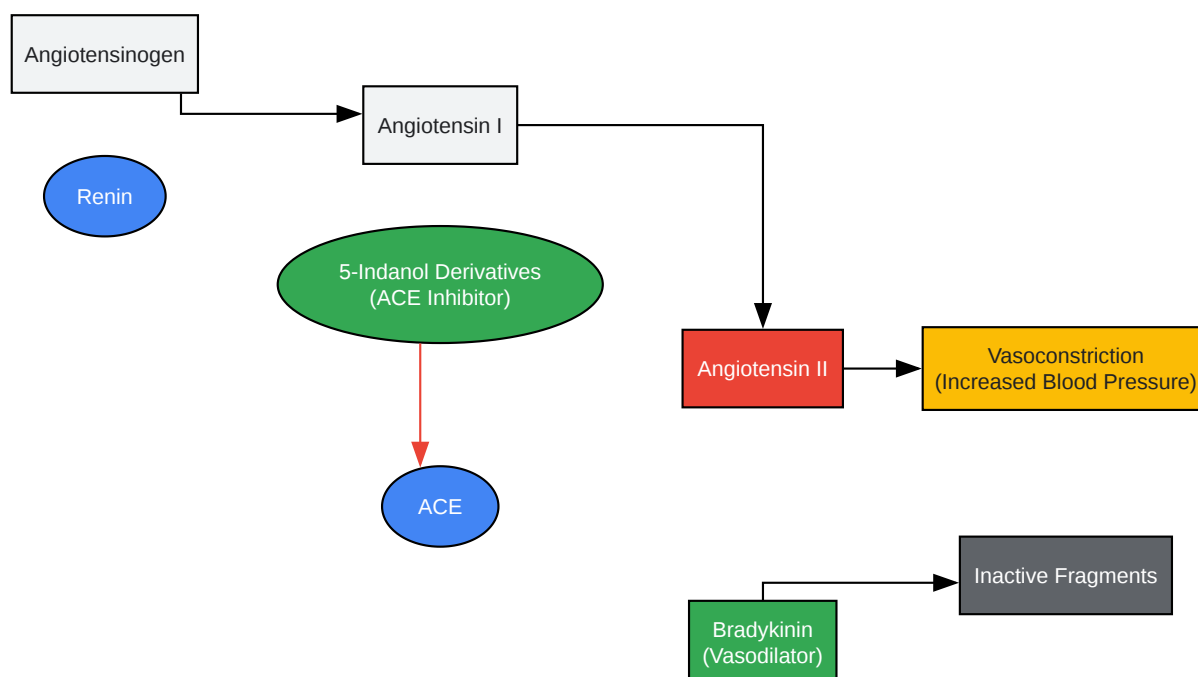 Angiotensinogen
Angiotensin I
Renin
5-Indanol Derivatives
(ACE Inhibitor)
Angiotensin II
Vasoconstriction
(Increased Blood Pressure)
ACE
Inactive Fragments
Bradykinin
(Vasodilator)